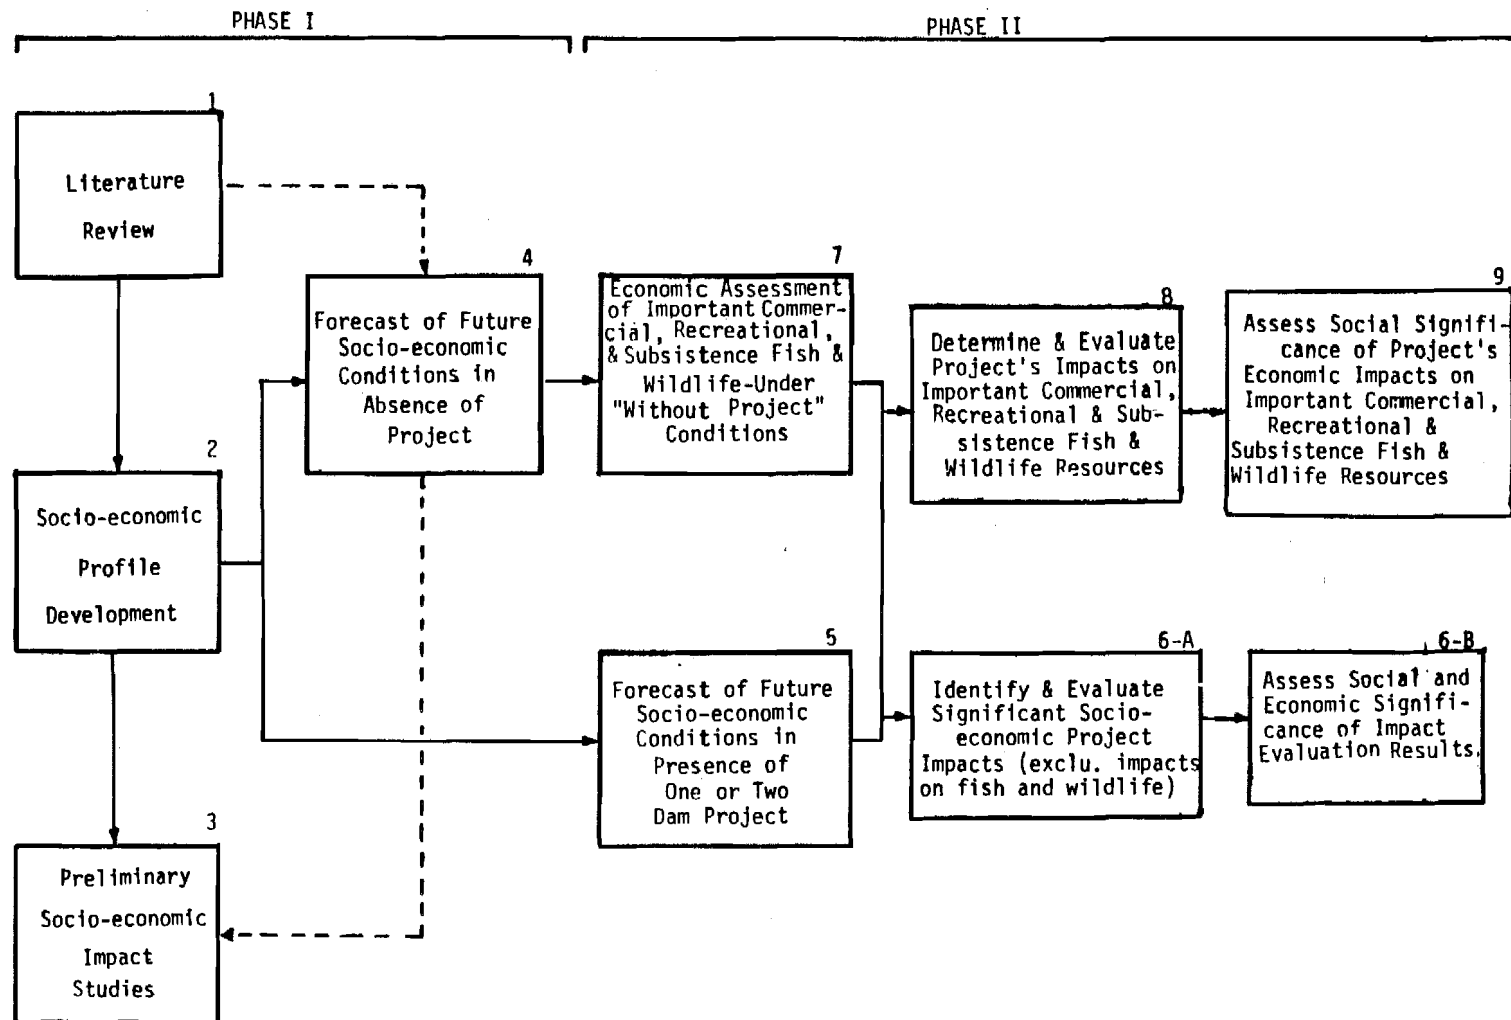 PHASE I
PHASE II
1
Literature
Review
2
Socio-economic
Profile
Development
3
Preliminary
Socio-economic
Impact
Studies
4
Forecast of Future
Socio-economic
Conditions in
Absence of
Project
7
Economic Assessment
of Important Commer-
cial, Recreational,
& Subsistence Fish &
Wildlife-Under
"Without Project"
Conditions
5
Forecast of Future
Socio-economic
Conditions in
Presence of
One or Two
Dam Project
8
Determine & Evaluate
Project's Impacts on
Important Commercial,
Recreational & Sub-
sistence Fish &
Wildlife Resources
6-A
Identify & Evaluate
Significant Socio-
economic Project
Impacts (exclu. impacts
on fish and wildlife)
9
Assess Social Signifi-
cance of Project's
Economic Impacts on
Important Commercial,
Recreational &
Subsistence Fish &
Wildlife Resources
6-B
Assess Social and
Economic Signifi-
cance of Impact
Evaluation Results.